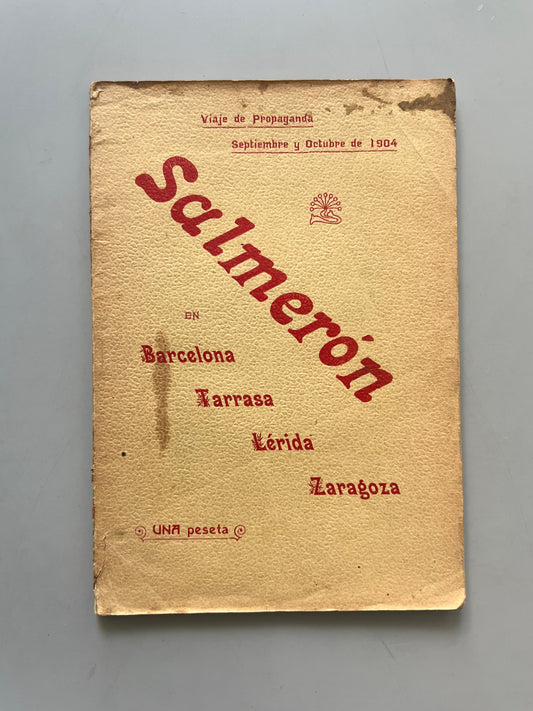 Viaje de Propaganda
Septiembre y Octubre de 1904
Salmerón
EN
Barcelona
Tarrasa
Lérida
Zaragoza
UNA peseta